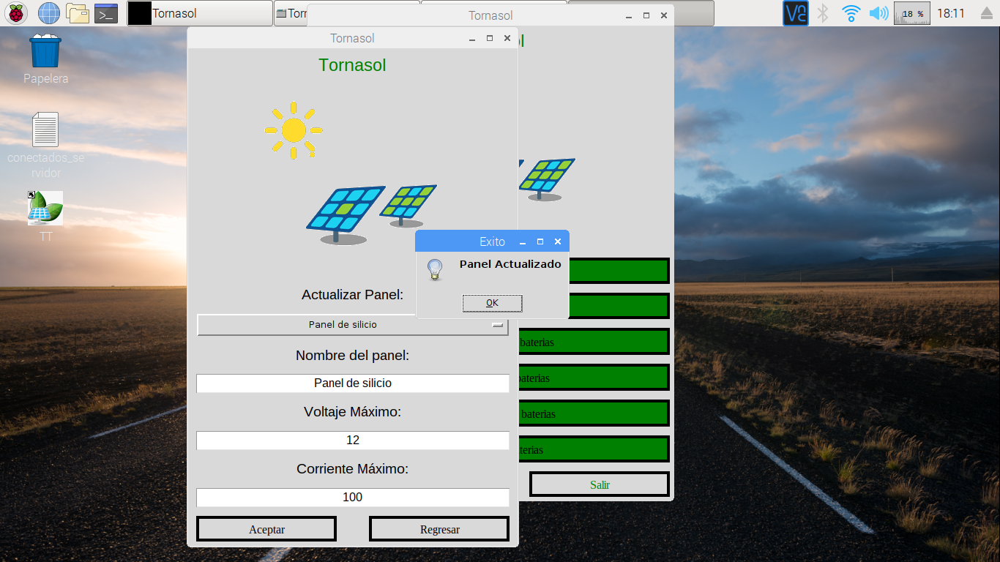 Tornasol
Tor
Tornasol
18 %
18:11
Papelera
conectados_se
rvidor
TT
Tornasol
Tornasol
Actualizar Panel:
Panel de silicio
Nombre del panel:
Panel de silicio
Voltaje Máximo:
12
Corriente Máximo:
100
Aceptar
Regresar
Exito
Panel Actualizado
OK
baterias
baterias
baterias
terias
Salir